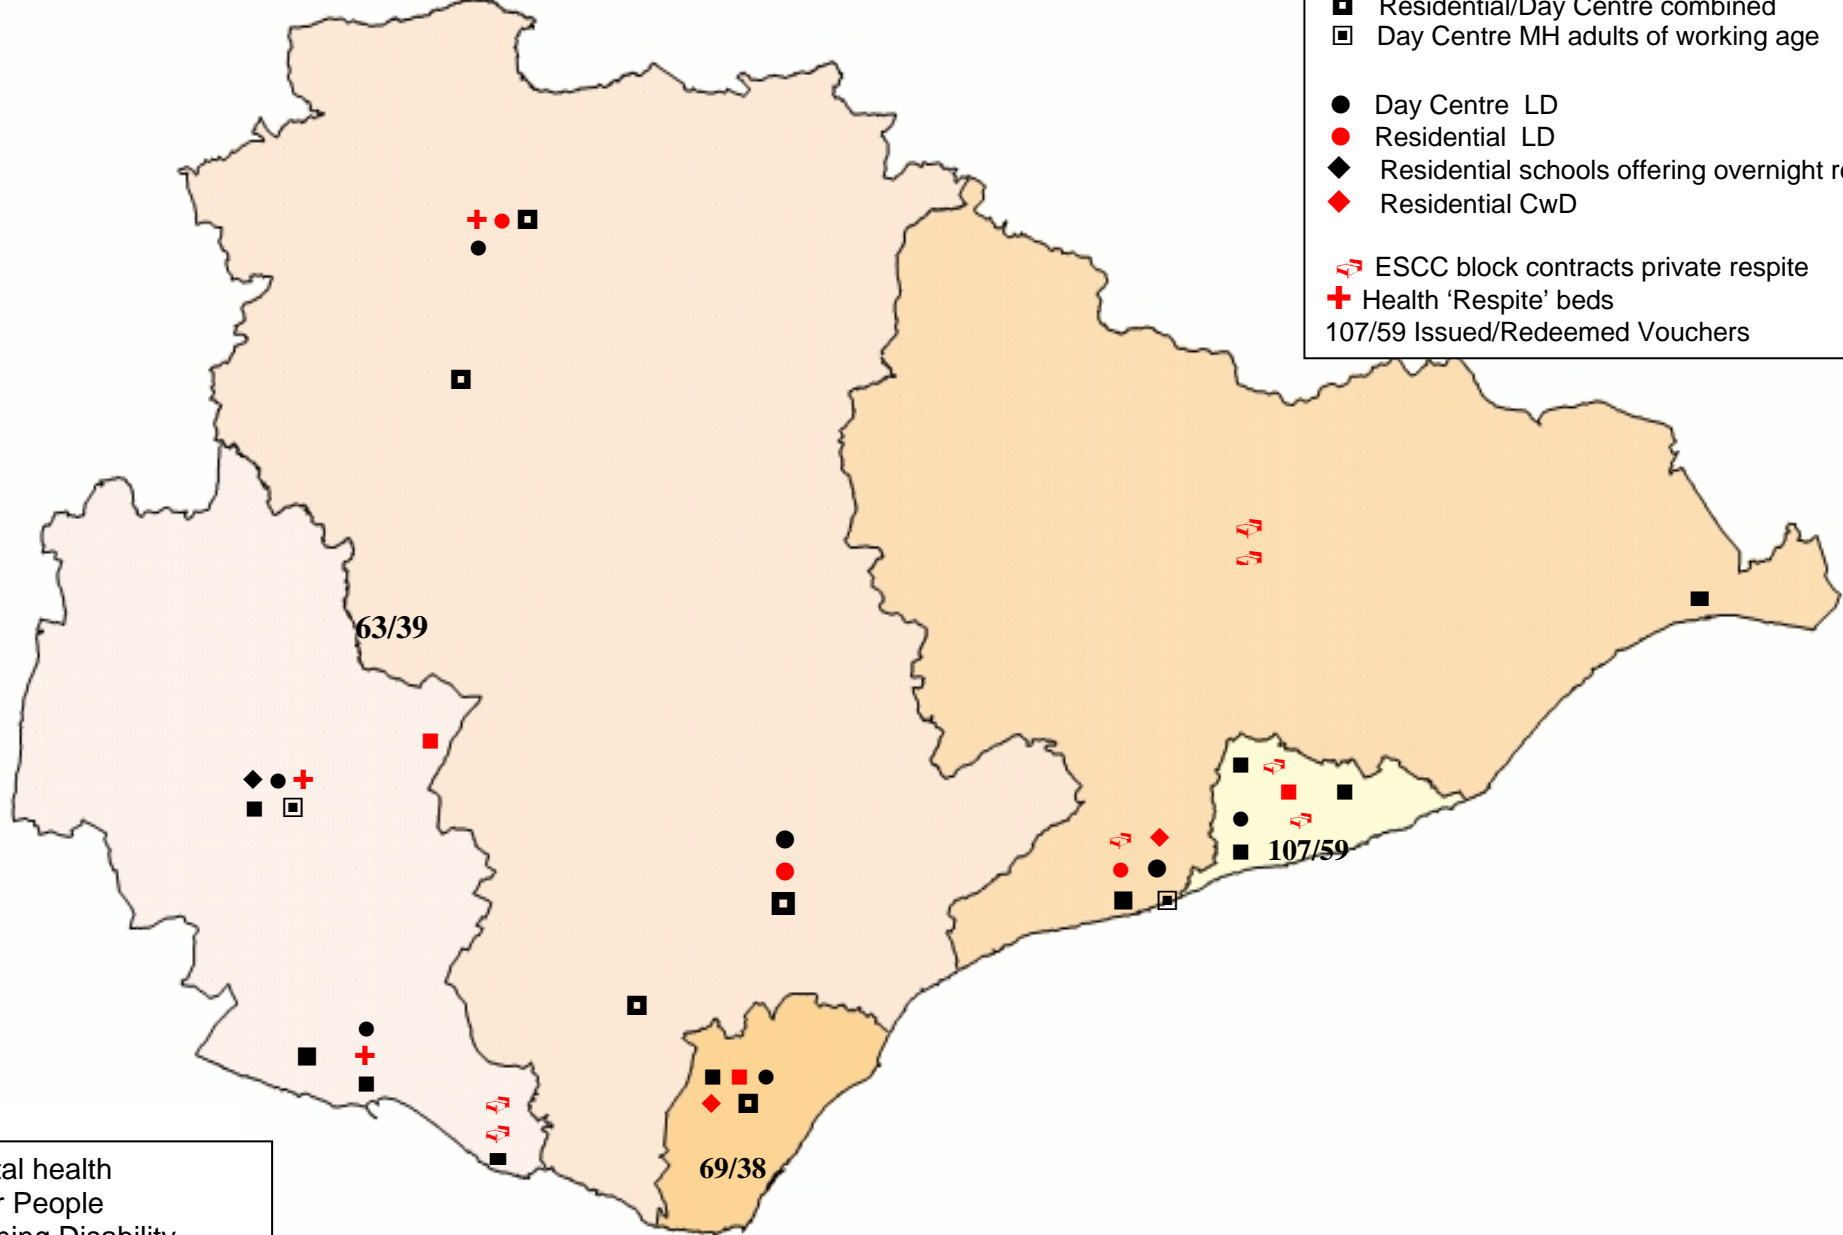 Residential/Day Centre combined
Day Centre MH adults of working age
Day Centre LD
Residential LD
Residential schools offering overnight
Residential CwD
ESCC block contracts private respite
Health ‘Respite’ beds
107/59 Issued/Redeemed Vouchers
63/39
107/59
69/38
health
People
Disability